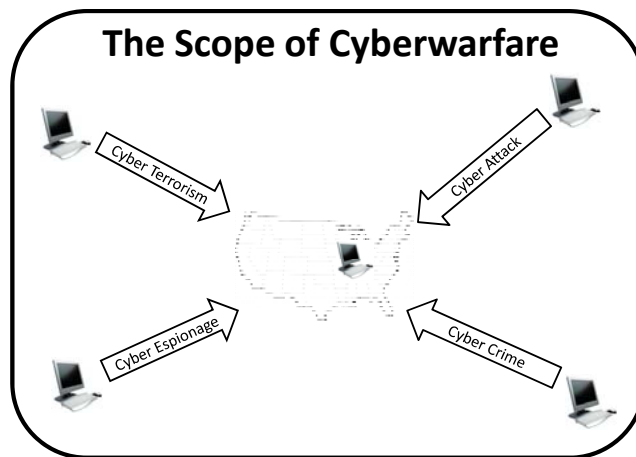 The Scope of Cyberwarfare
Cyber Terrorism
Cyber Attack
Cyber Espionage
Cyber Crime